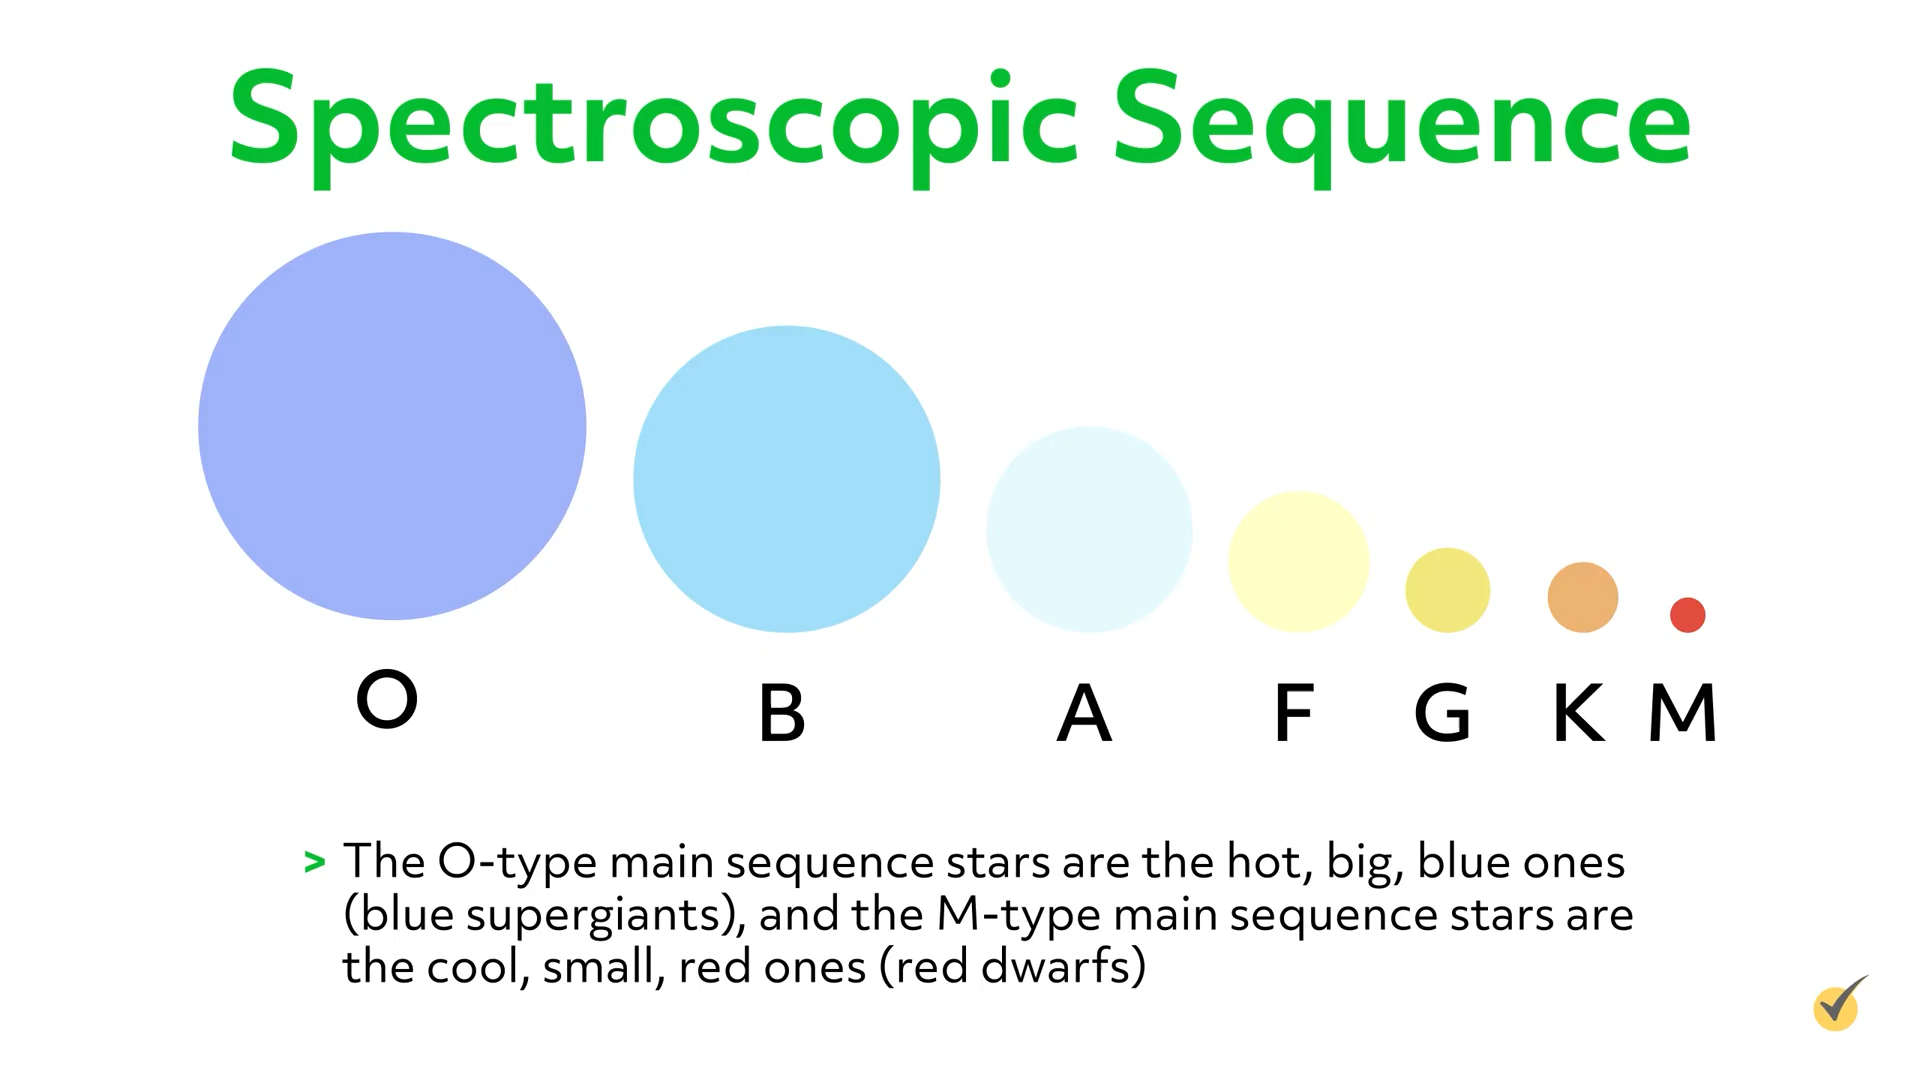 Spectroscopic Sequence
O B A F G K M
> The O-type main sequence stars are the hot, big, blue ones
(blue supergiants), and the M-type main sequence stars are
the cool, small, red ones (red dwarfs)